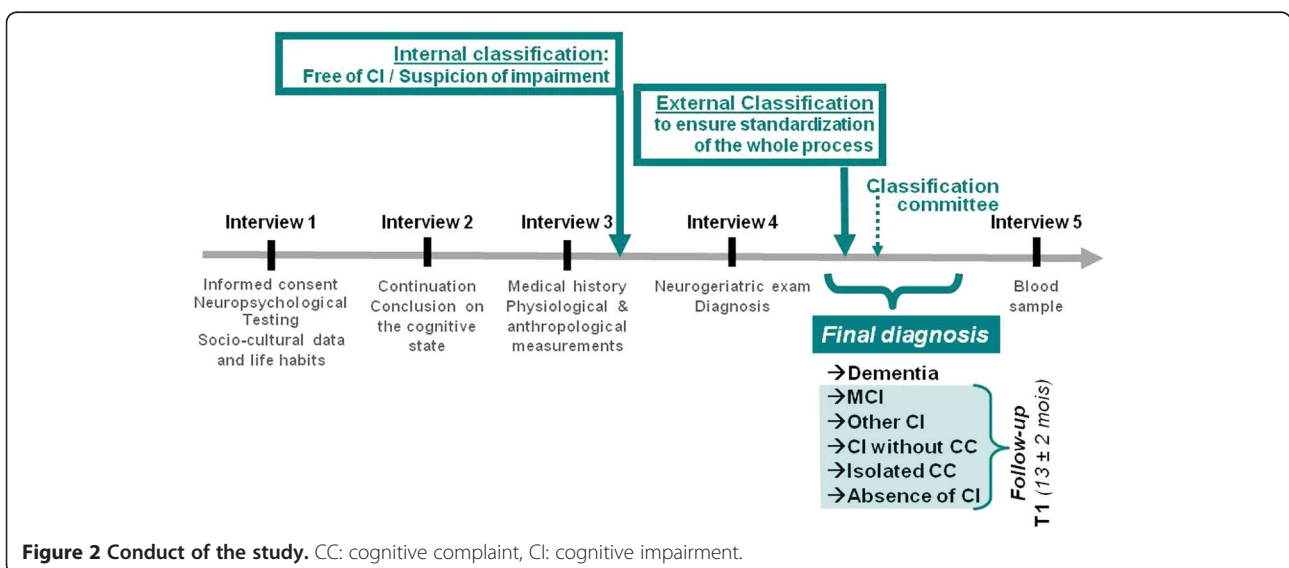 Internal classification:
Free of CI / Suspicion of impairment
External Classification
to ensure standardization
of the whole process
Classification
committee
Interview 1
Interview 2
Interview 3
Interview 4
Interview 5
Informed consent
Neuropsychological
Testing
Socio-cultural data
and life habits
Continuation
Conclusion on
the cognitive
state
Medical history
Physiological &
anthropological
measurements
Neurogeriatric exam
Diagnosis
Blood
sample
Final diagnosis
→Dementia
→MCI
→Other CI
→CI without CC
→Isolated CC
→Absence of CI
Follow-up
T1 (13 ± 2 mois)
Figure 2 Conduct of the study. CC: cognitive complaint, CI: cognitive impairment.